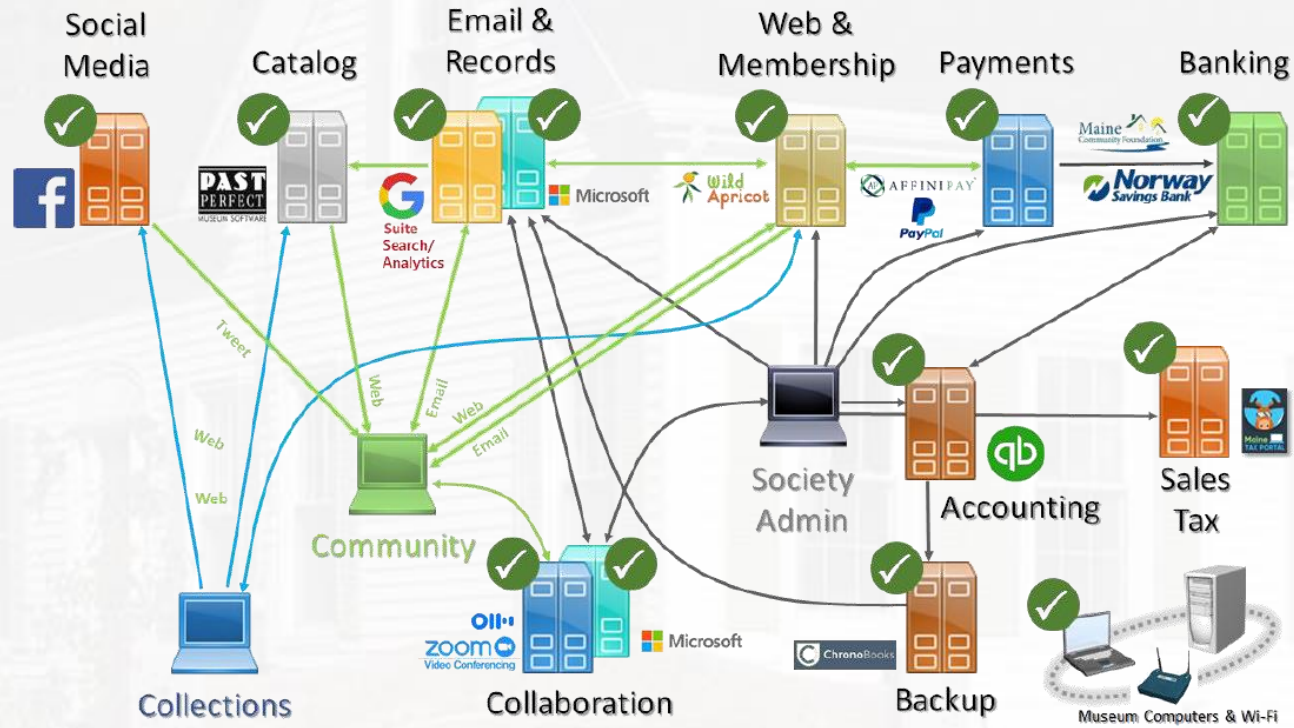 Social
Media
Catalog
Email &
Records
Web &
Membership
Payments
Banking
f
PAST
PERFECT
MUSEUM SOFTWARE
G
Suite
Search/
Analytics
Microsoft
Wild
Apricot
AP AFFINIPAY
PayPal
Maine
Community Foundation
Norway
Savings Bank
Tweet
Web
Email
Web
Email
Web
Web
Community
Society
Admin
qb
Accounting
Sales
Tax
Maine
TAX PORTAL
Collections
zoom
Video Conferencing
Microsoft
Collaboration
C ChronoBooks
Backup
Museum Computers & Wi-Fi